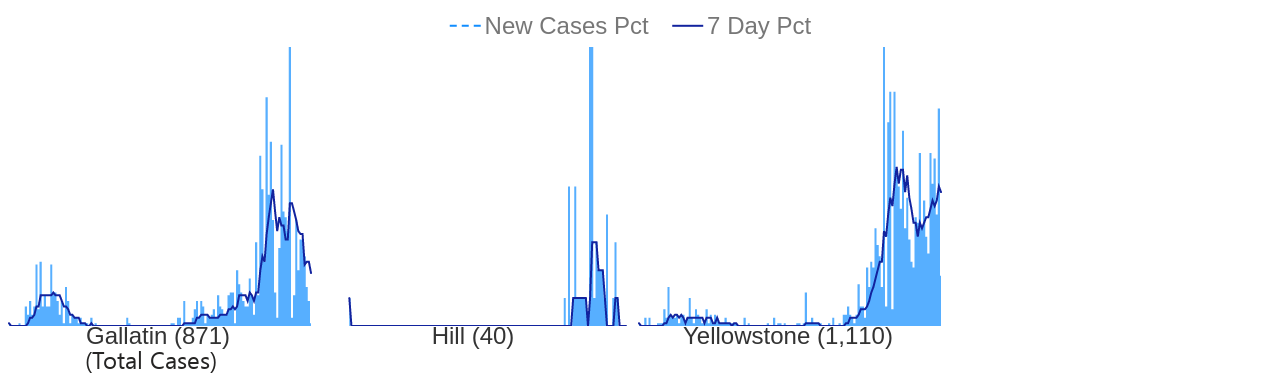 New Cases Pct 7 Day Pct
Gallatin (871) Hill (40) Yellowstone (1,110)
(Total Cases)